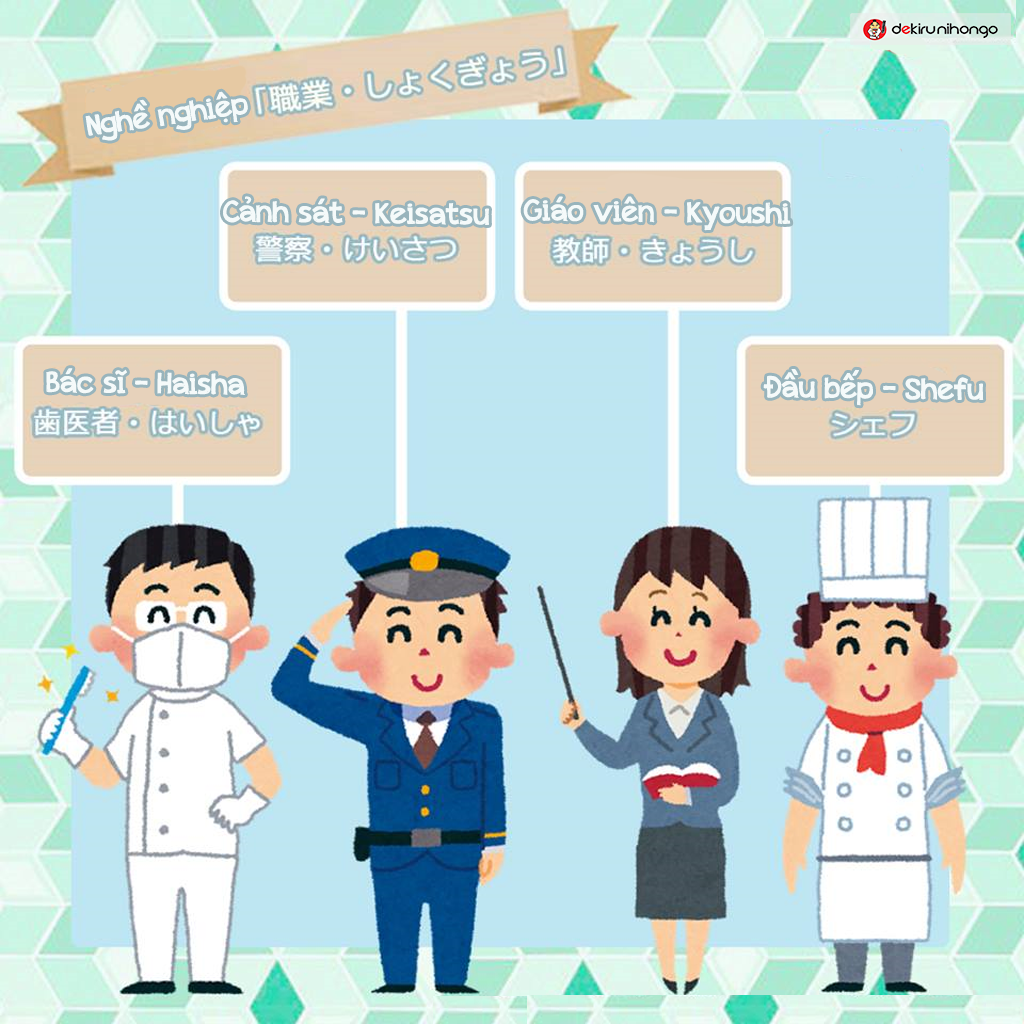 dekirunihongo
Nghề nghiệp「職業・しょくぎょう」
Cảnh sát - Keisatsu
警察・けいさつ
Giáo viên - Kyoushi
教師・きょうし
Bác sĩ - Haisha
歯医者・はいしゃ
Đầu bếp - Shefu
シェフ